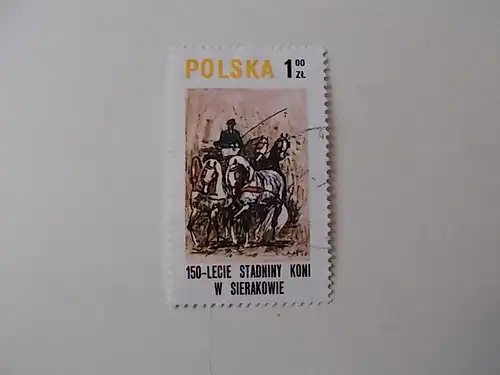 POLSKA 1 00 ZŁ
150-LECIE STADNINY KONI
W SIERAKOWIE